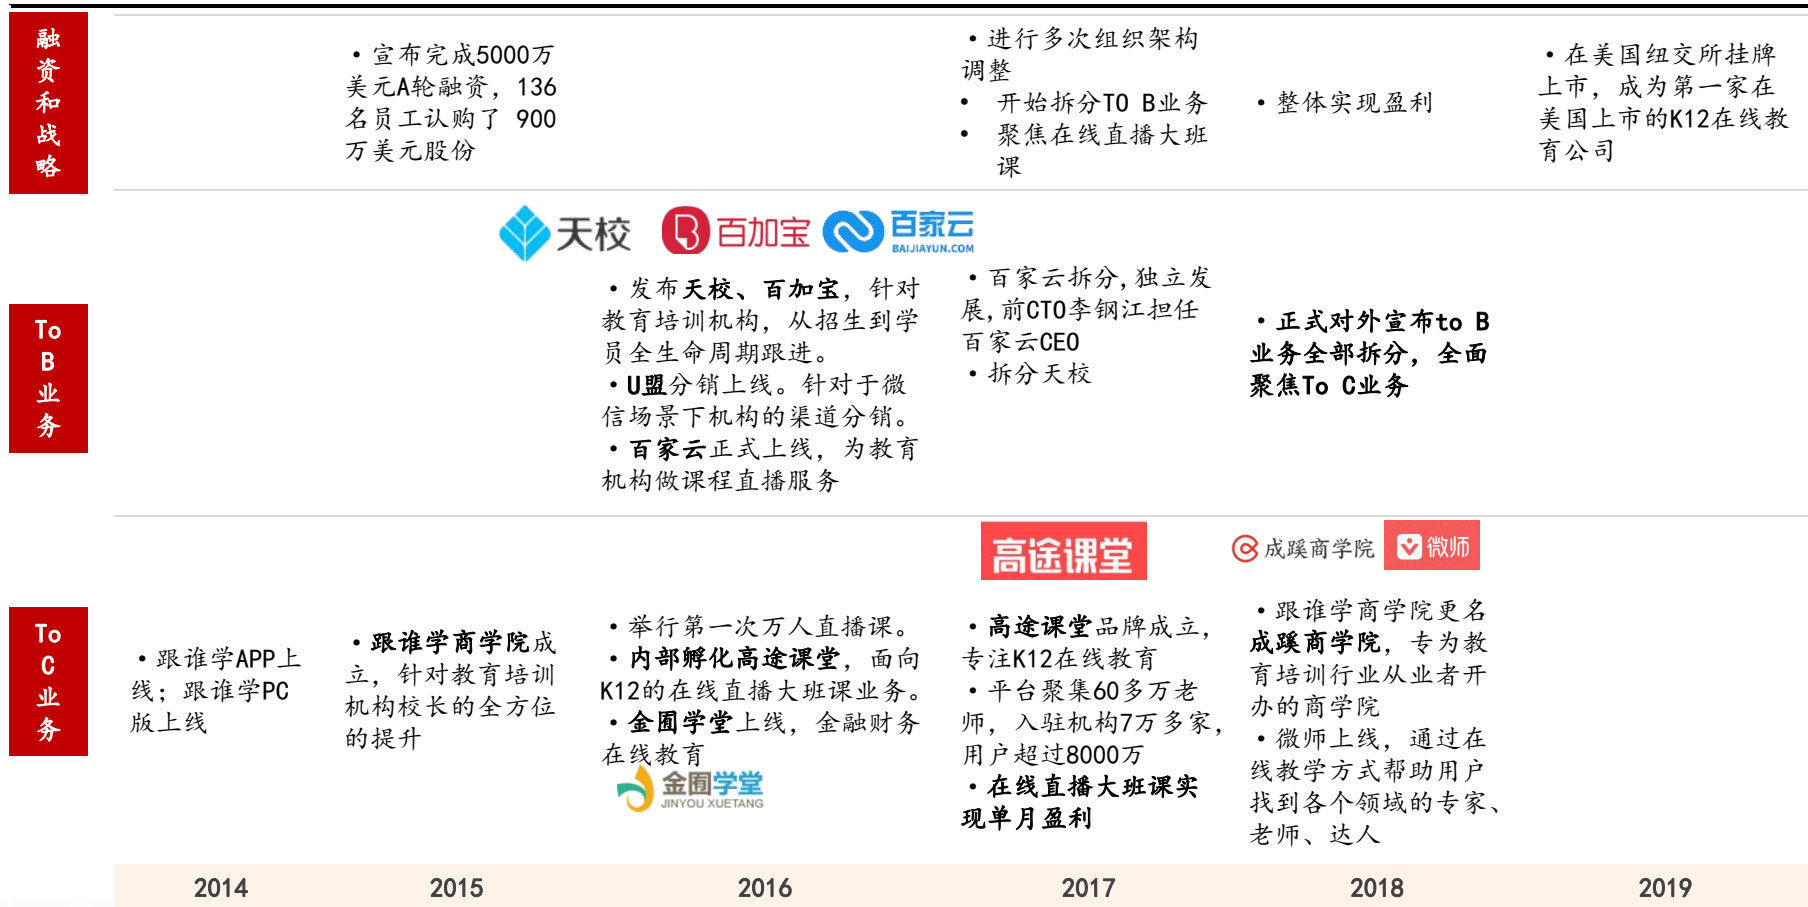 融
资
和
战
略
• 宣布完成5000万
美元A轮融资，136
名员工认购了 900
万美元股份
• 进行多次组织架构
调整
• 开始拆分TO B业务
• 聚焦在线直播大班
课
• 整体实现盈利
• 在美国纽交所挂牌
上市，成为第一家在
美国上市的K12在线教
育公司
To
B
业
务
天校
百加宝
百家云
BAIJIAYUN.COM
• 发布天校、百加宝，针对
教育培训机构，从招生到学
员全生命周期跟进。
• U盟分销上线。针对于微
信场景下机构的渠道分销。
• 百家云正式上线，为教育
机构做课程直播服务
• 百家云拆分,独立发
展,前CTO李钢江担任
百家云CEO
• 拆分天校
• 正式对外宣布to B
业务全部拆分，全面
聚焦To C业务
To
C
业
务
• 跟谁学APP上
线；跟谁学PC
版上线
• 跟谁学商学院成
立，针对教育培训
机构校长的全方位
的提升
• 举行第一次万人直播课。
• 内部孵化高途课堂，面向
K12的在线直播大班课业务。
• 金囿学堂上线，金融财务
在线教育
金囿学堂
JINYOU XUETANG
高途课堂
• 高途课堂品牌成立，
专注K12在线教育
• 平台聚集60多万老
师，入驻机构7万多家，
用户超过8000万
• 在线直播大班课实
现单月盈利
成蹊商学院
微师
• 跟谁学商学院更名
成蹊商学院，专为教
育培训行业从业者开
办的商学院
• 微师上线，通过在
线教学方式帮助用户
找到各个领域的专家、
老师、达人
2014
2015
2016
2017
2018
2019